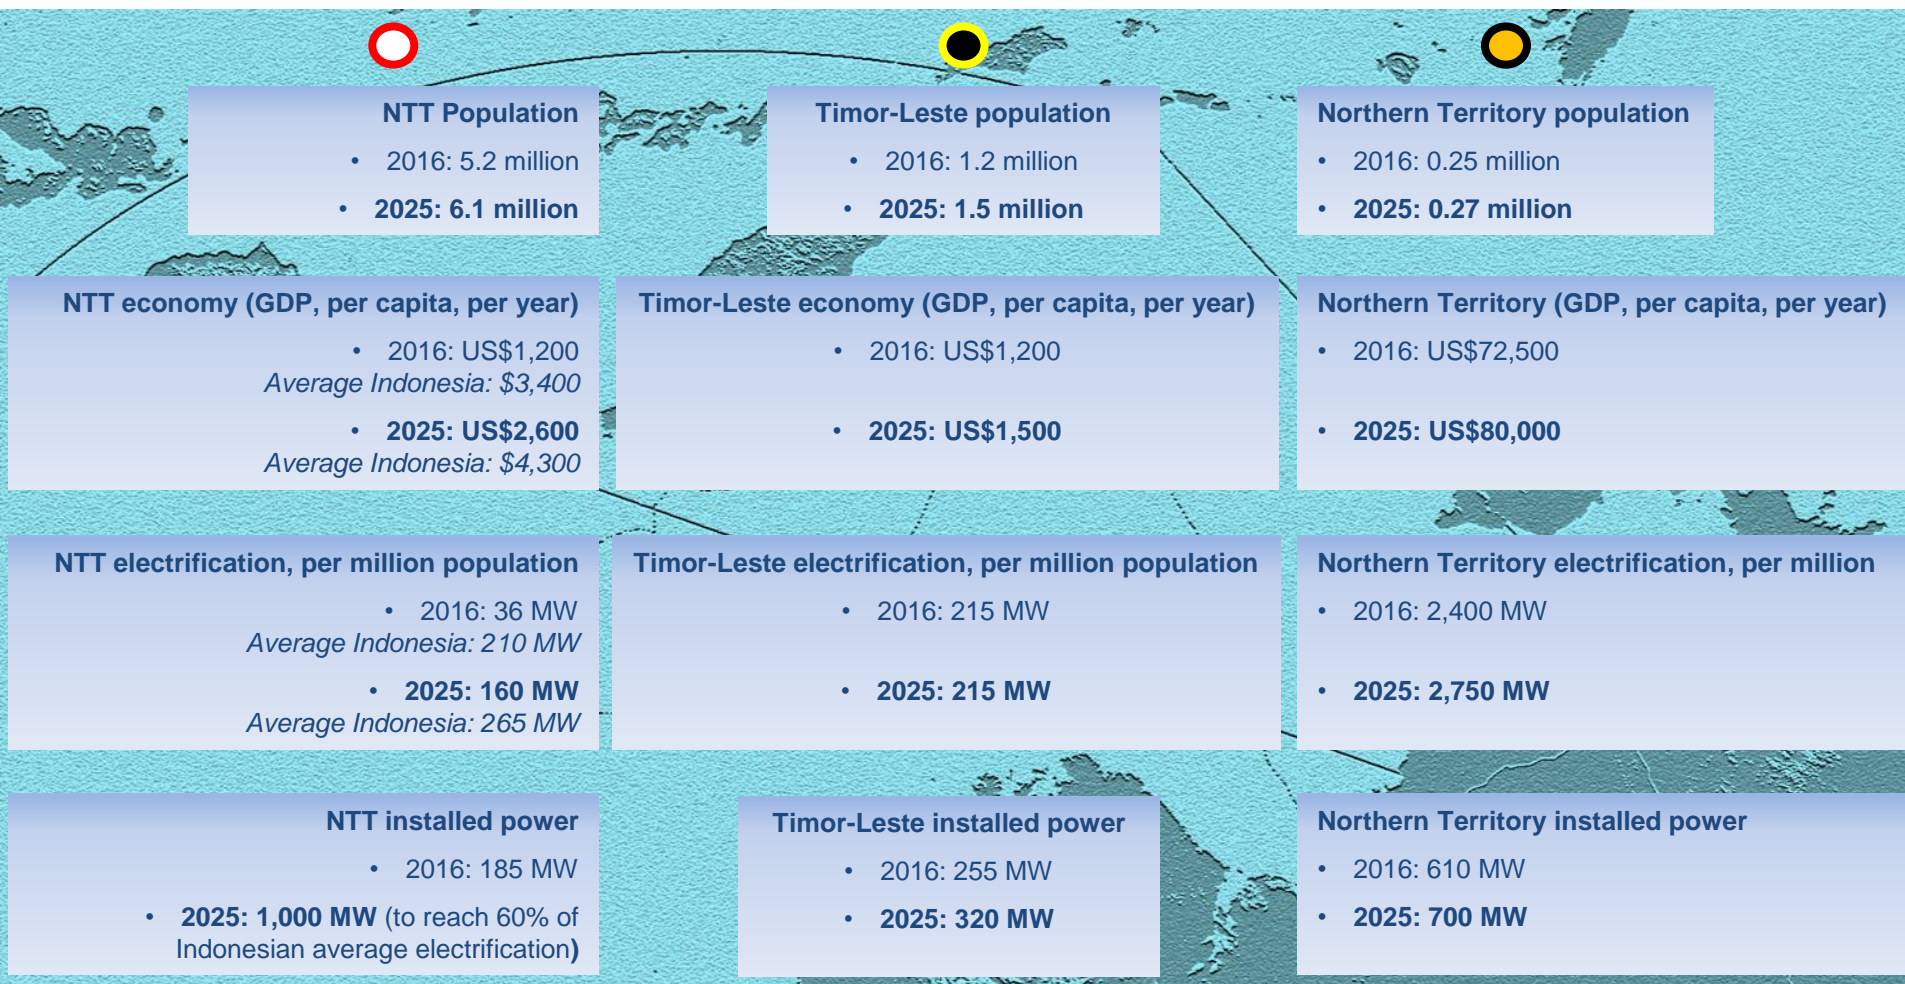 NTT Population
• 2016: 5.2 million
• 2025: 6.1 million
Timor-Leste population
• 2016: 1.2 million
• 2025: 1.5 million
Northern Territory population
• 2016: 0.25 million
• 2025: 0.27 million
NTT economy (GDP, per capita, per year)
• 2016: US$1,200
Average Indonesia: $3,400
• 2025: US$2,600
Average Indonesia: $4,300
Timor-Leste economy (GDP, per capita, per year)
• 2016: US$1,200
• 2025: US$1,500
Northern Territory (GDP, per capita, per year)
• 2016: US$72,500
• 2025: US$80,000
NTT electrification, per million population
• 2016: 36 MW
Average Indonesia: 210 MW
• 2025: 160 MW
Average Indonesia: 265 MW
Timor-Leste electrification, per million population
• 2016: 215 MW
• 2025: 215 MW
Northern Territory electrification, per million
• 2016: 2,400 MW
• 2025: 2,750 MW
NTT installed power
• 2016: 185 MW
• 2025: 1,000 MW (to reach 60% of
Indonesian average electrification)
Timor-Leste installed power
• 2016: 255 MW
• 2025: 320 MW
Northern Territory installed power
• 2016: 610 MW
• 2025: 700 MW